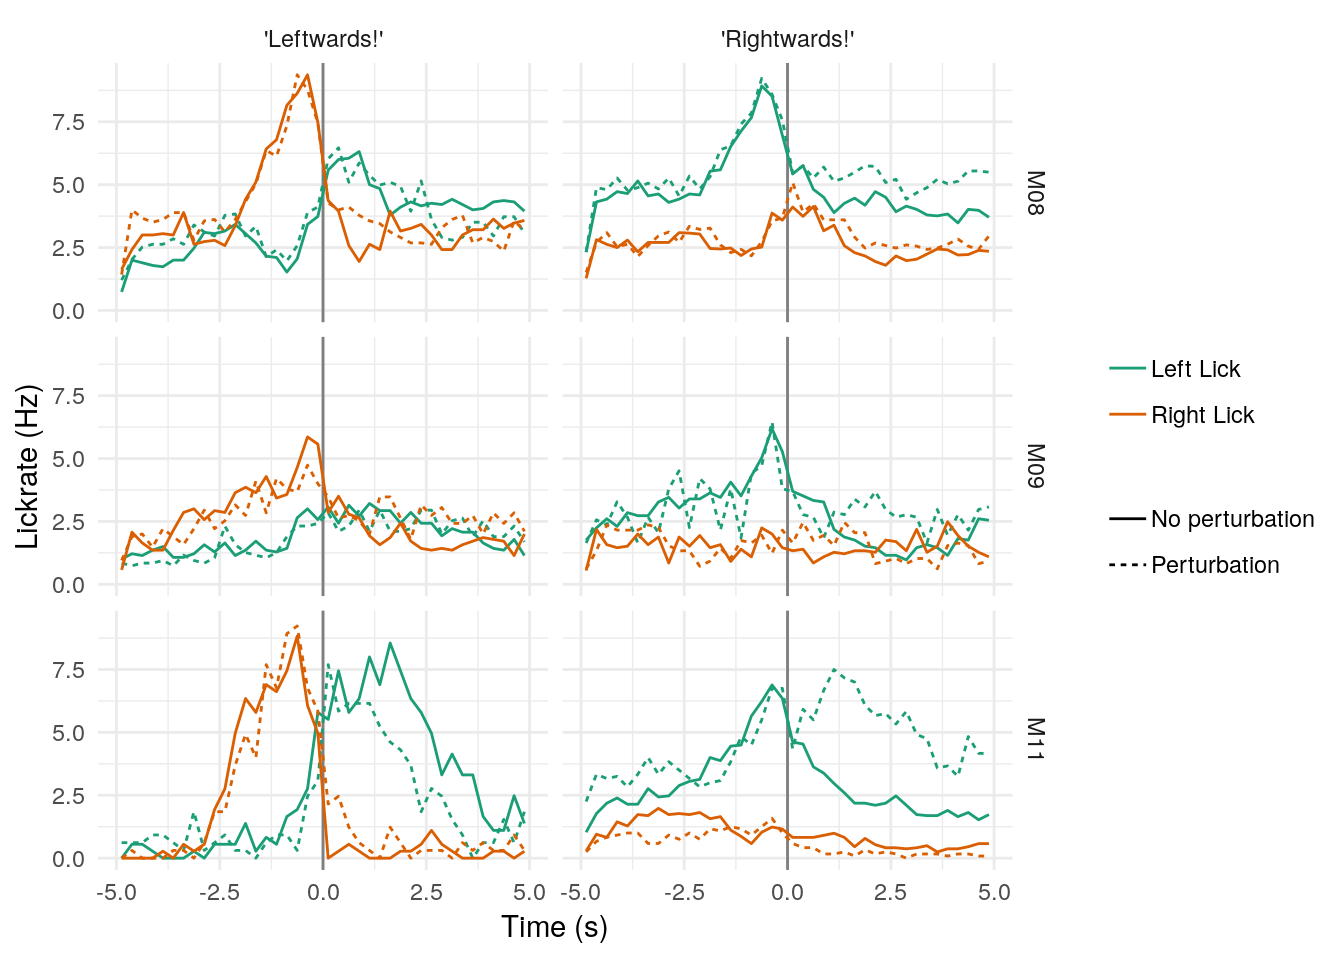 'Leftwards!'
'Rightwards!'
7.5
5.0
2.5
0.0
M08
7.5
5.0
2.5
0.0
M09
7.5
5.0
2.5
0.0
M11
-5.0
-2.5
0.0
2.5
5.0
-5.0
-2.5
0.0
2.5
5.0
Time (s)
Lickrate (Hz)
Left Lick
Right Lick
No perturbation
Perturbation